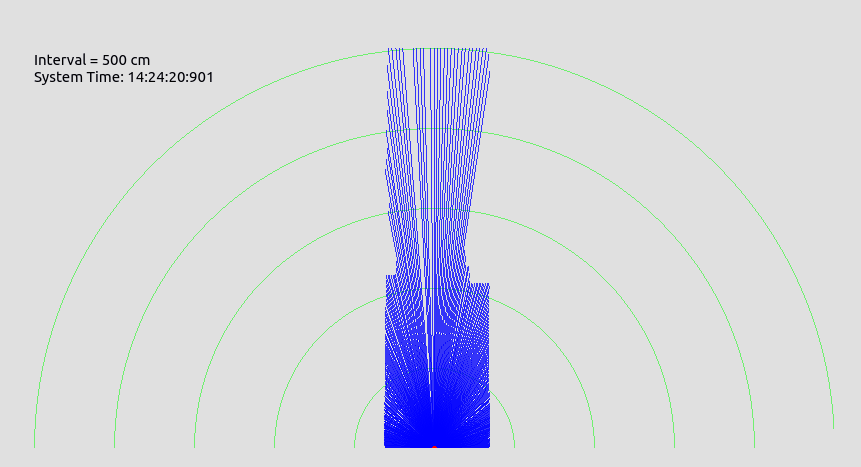 Interval = 500 cm
System Time: 14:24:20:901